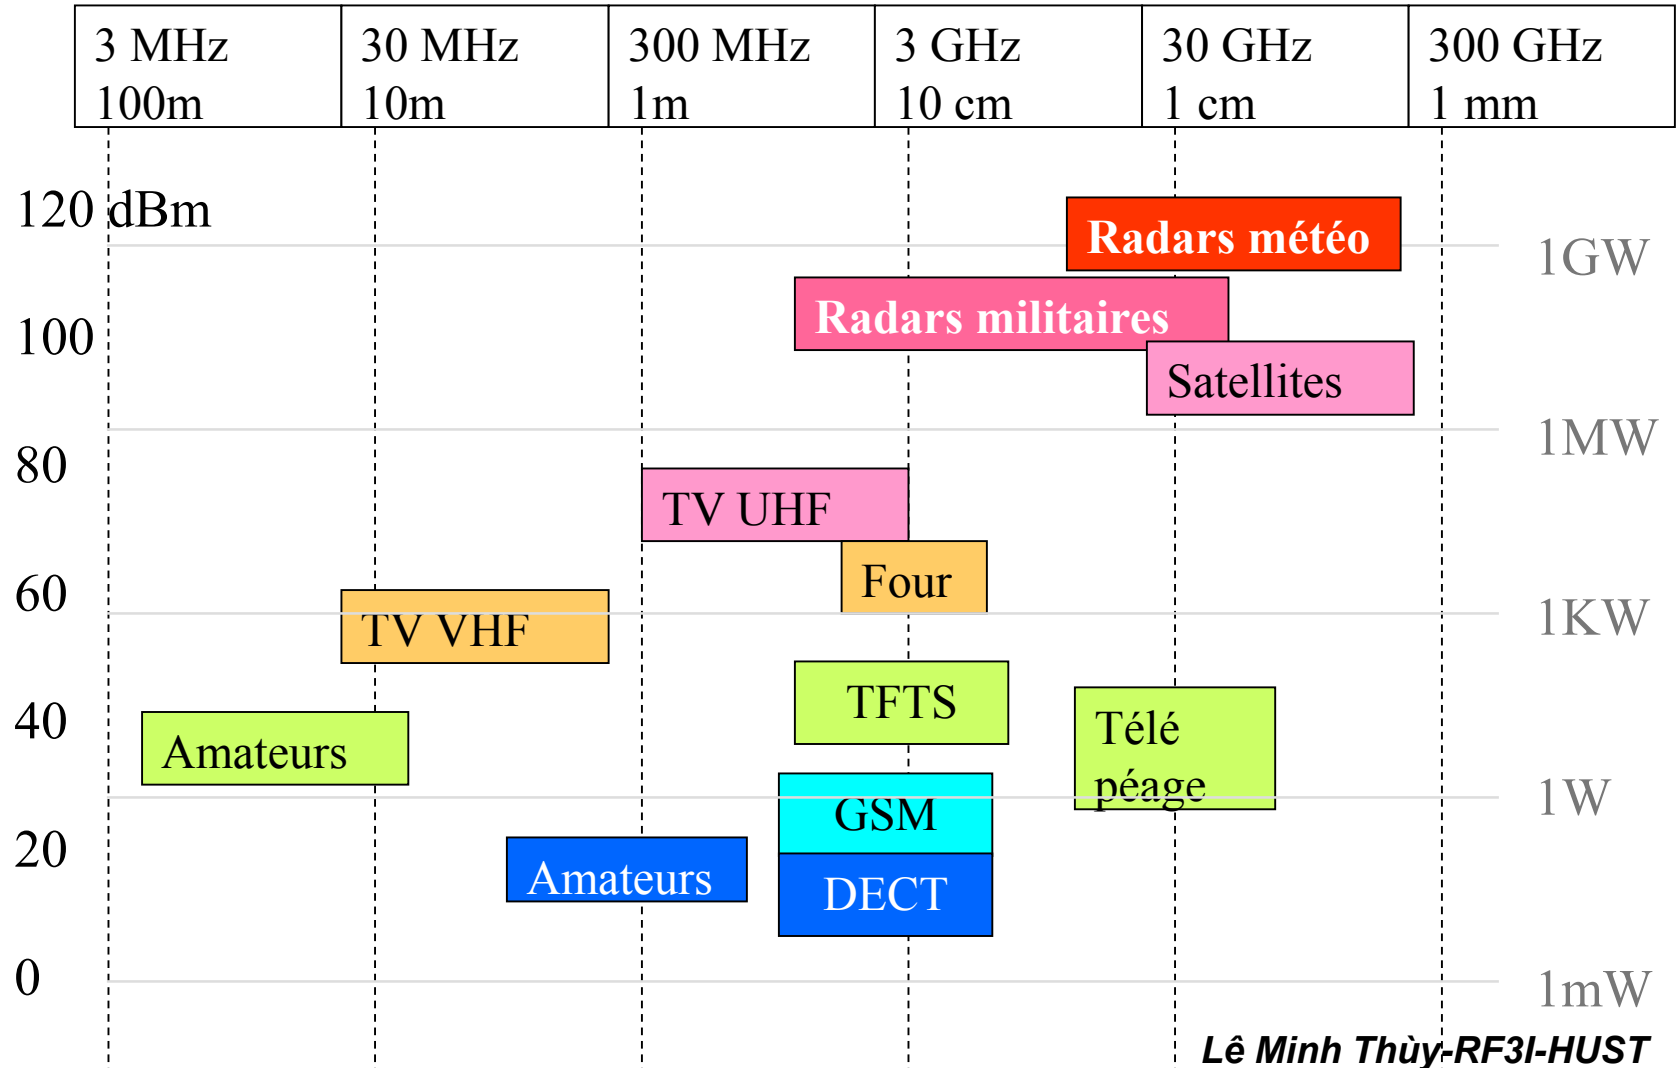 3 MHz 30 MHz 300 MHz 3 GHz 30 GHz 300 GHz
100m 10m 1m 10 cm 1 cm 1 mm
120 dBm
Radars météo
1GW
Radars militaires
100
Satellites
1MW
80
TV UHF
Four
60
1KW
TV VHF
TFTS
40
Télé
péage
Amateurs
1W
GSM
20
Amateurs
DECT
0
1mW
Lê Minh Thùy-RF3I-HUST